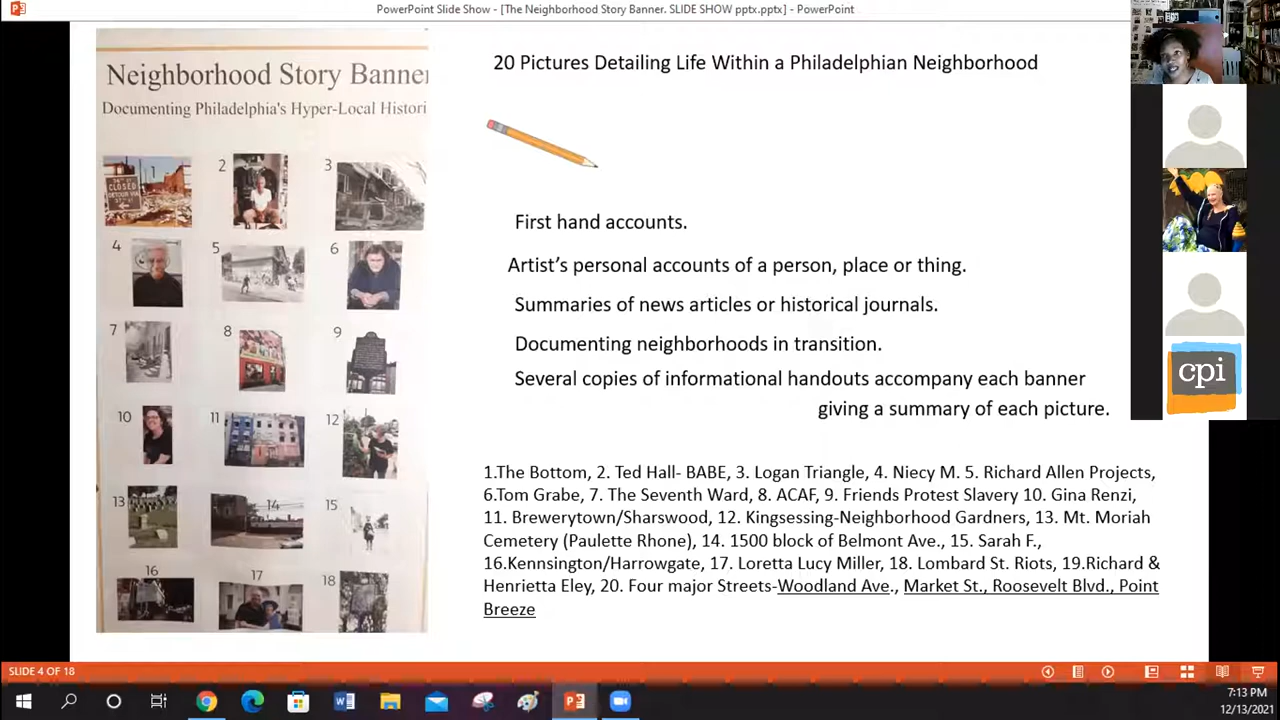 PowerPoint Slide Show - [The Neighborhood Story Banner. SLIDE SHOW pptx.pptx] - PowerPoint
Neighborhood Story Banner
Documenting Philadelphia's Hyper-Local Histori
1
CLOSED
DETOUR VIA
2
3
4
5
6
7
8
9
10
11
12
13
14
15
16
17
18
20 Pictures Detailing Life Within a Philadelphian Neighborhood
First hand accounts.
Artist's personal accounts of a person, place or thing.
Summaries of news articles or historical journals.
Documenting neighborhoods in transition.
Several copies of informational handouts accompany each banner
giving a summary of each picture.
1.The Bottom, 2. Ted Hall- BABE, 3. Logan Triangle, 4. Niecy M. 5. Richard Allen Projects,
6.Tom Grabe, 7. The Seventh Ward, 8. ACAF, 9. Friends Protest Slavery 10. Gina Renzi,
11. Brewerytown/Sharswood, 12. Kingsessing-Neighborhood Gardners, 13. Mt. Moriah
Cemetery (Paulette Rhone), 14. 1500 block of Belmont Ave., 15. Sarah F.,
16.Kennsington/Harrowgate, 17. Loretta Lucy Miller, 18. Lombard St. Riots, 19.Richard &
Henrietta Eley, 20. Four major Streets-Woodland Ave., Market St., Roosevelt Blvd., Point
Breeze
cpi
SLIDE 4 OF 18
7:13 PM
12/13/2021